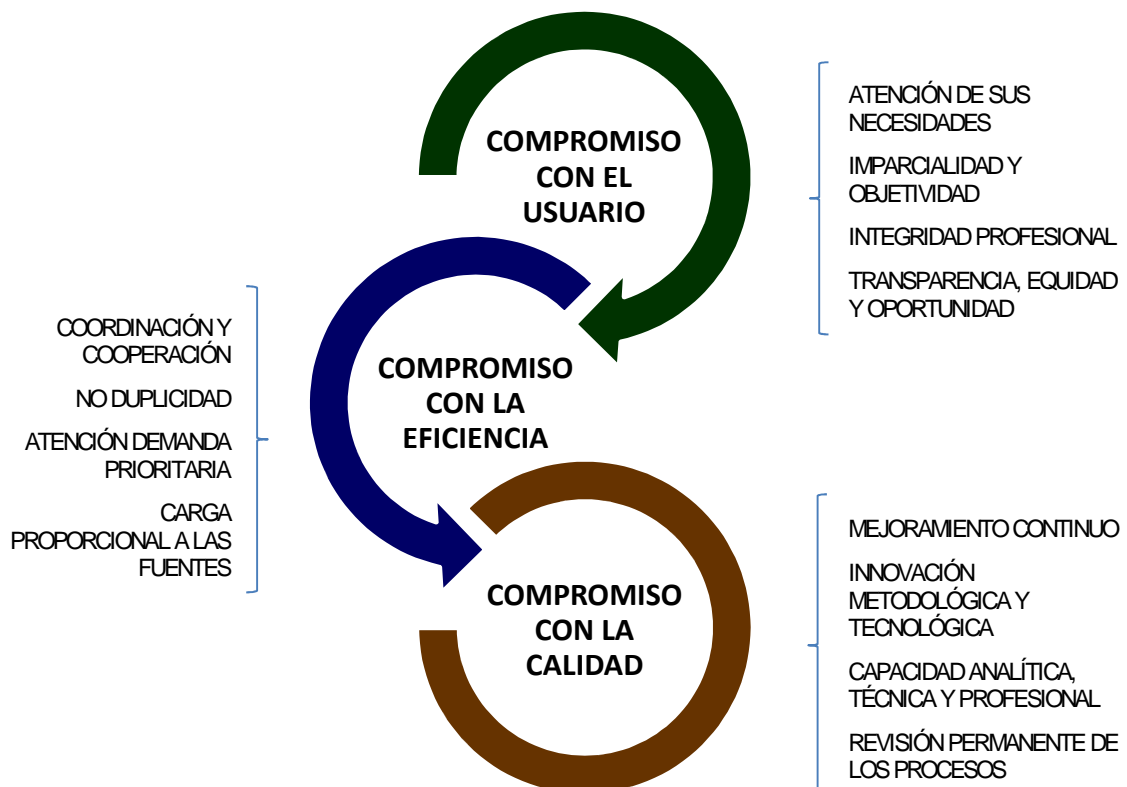 COMPROMISO
CON EL
USUARIO
ATENCIÓN DE SUS
NECESIDADES
IMPARCIALIDAD Y
OBJETIVIDAD
INTEGRIDAD PROFESIONAL
TRANSPARENCIA, EQUIDAD
Y OPORTUNIDAD
COMPROMISO
CON LA
EFICIENCIA
COORDINACIÓN Y
COOPERACIÓN
NO DUPLICIDAD
ATENCIÓN DEMANDA
PRIORITARIA
CARGA
PROPORCIONAL A LAS
FUENTES
COMPROMISO
CON LA
CALIDAD
MEJORAMIENTO CONTINUO
INNOVACIÓN
METODOLÓGICA Y
TECNOLÓGICA
CAPACIDAD ANALÍTICA,
TÉCNICA Y PROFESIONAL
REVISIÓN PERMANENTE DE
LOS PROCESOS